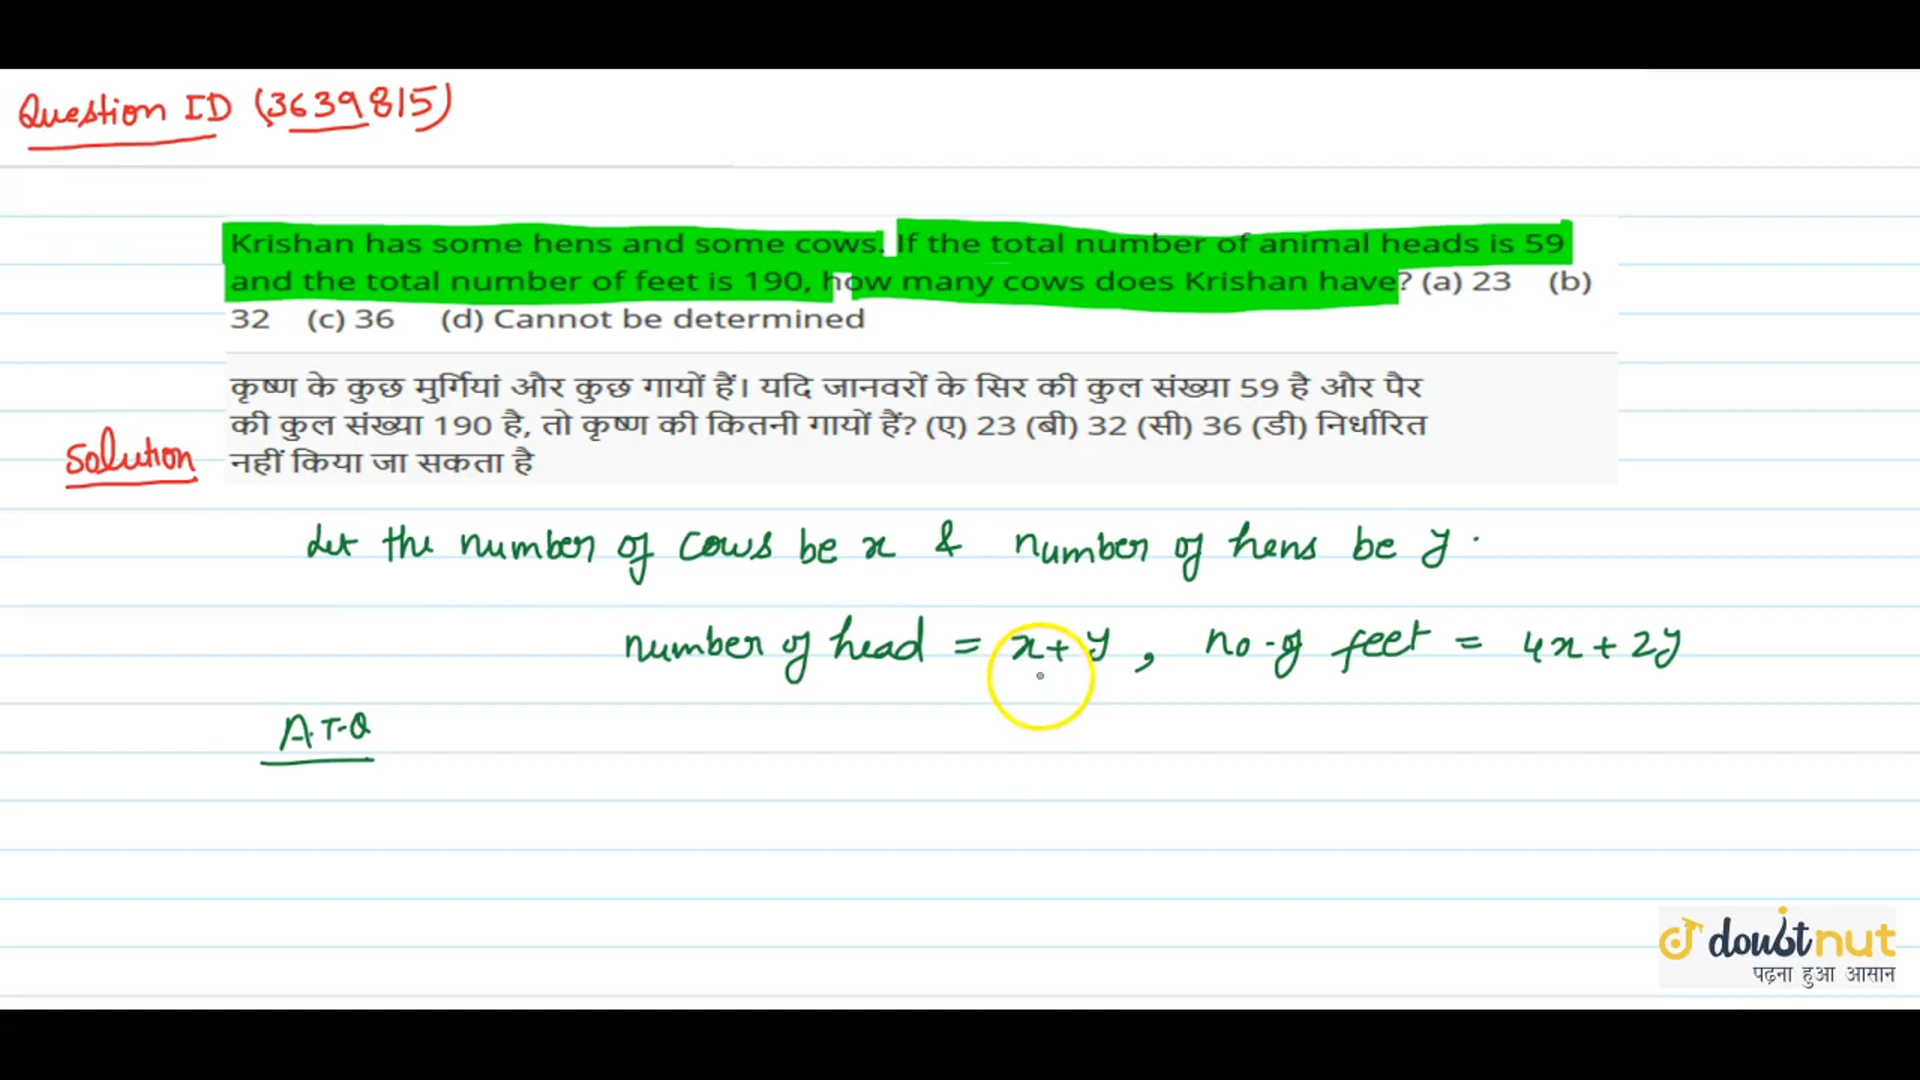 Question ID (3639815)
Krishan has some hens and some cows. If the total number of animal heads is 59
and the total number of feet is 190, how many cows does Krishan have? (a) 23 (b)
32 (c) 36 (d) Cannot be determined
कृष्ण के कुछ मुर्गियां और कुछ गायों हैं। यदि जानवरों के सिर की कुल संख्या 59 है और पैर
की कुल संख्या 190 है, तो कृष्ण की कितनी गायों हैं? (ए) 23 (बी) 32 (सी) 36 (डी) निर्धारित
नहीं किया जा सकता है
Solution
Let the number of cows be x & number of hens be y.
number of head = x+y, no. of feet = 4x+2y
A.T.Q
doubtnut
पढ़ना हुआ आसान